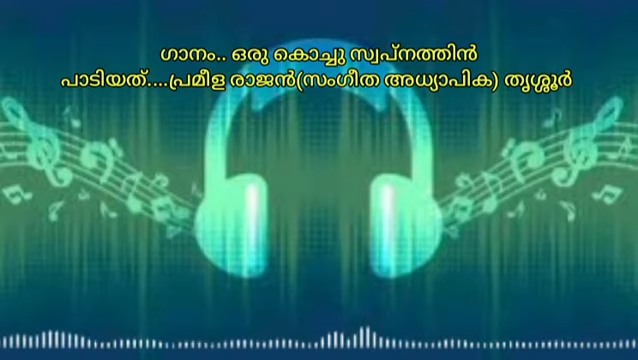 ഗാനം.. ഒരു കൊച്ചു സ്വപ്നത്തിൻ
പാടിയത്....പ്രമീള രാജൻ(സംഗീത അധ്യാപിക) തൃശ്ശൂർ